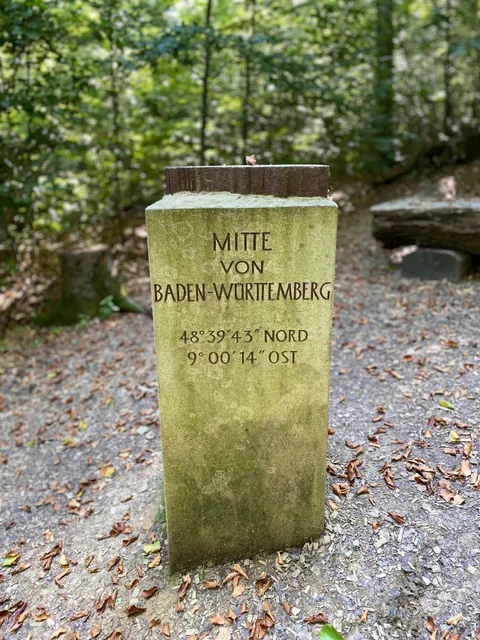 MITTE
VON
BADEN-WÜRTTEMBERG
48°39'43" NORD
9°00'14" OST